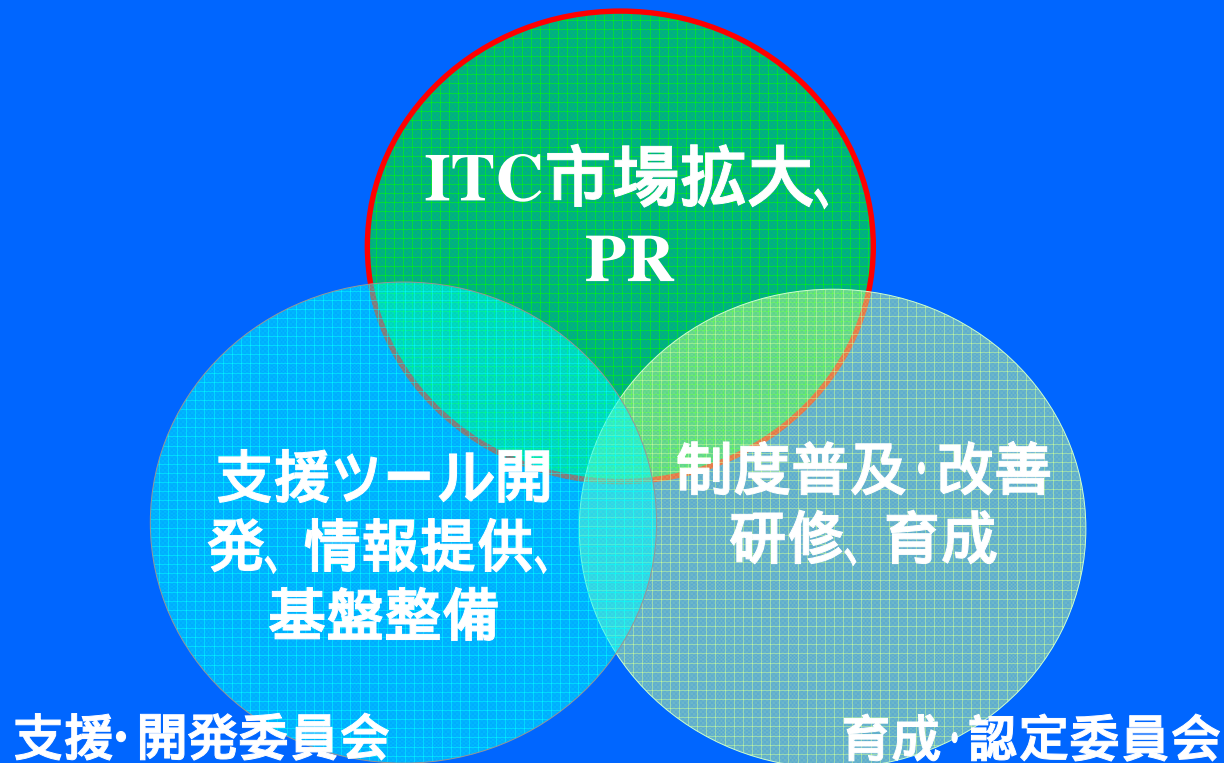 ITC市場拡大、
PR
支援ツール開
発、情報提供、
基盤整備
制度普及・改善
研修、育成
支援・開発委員会
育成・認定委員会